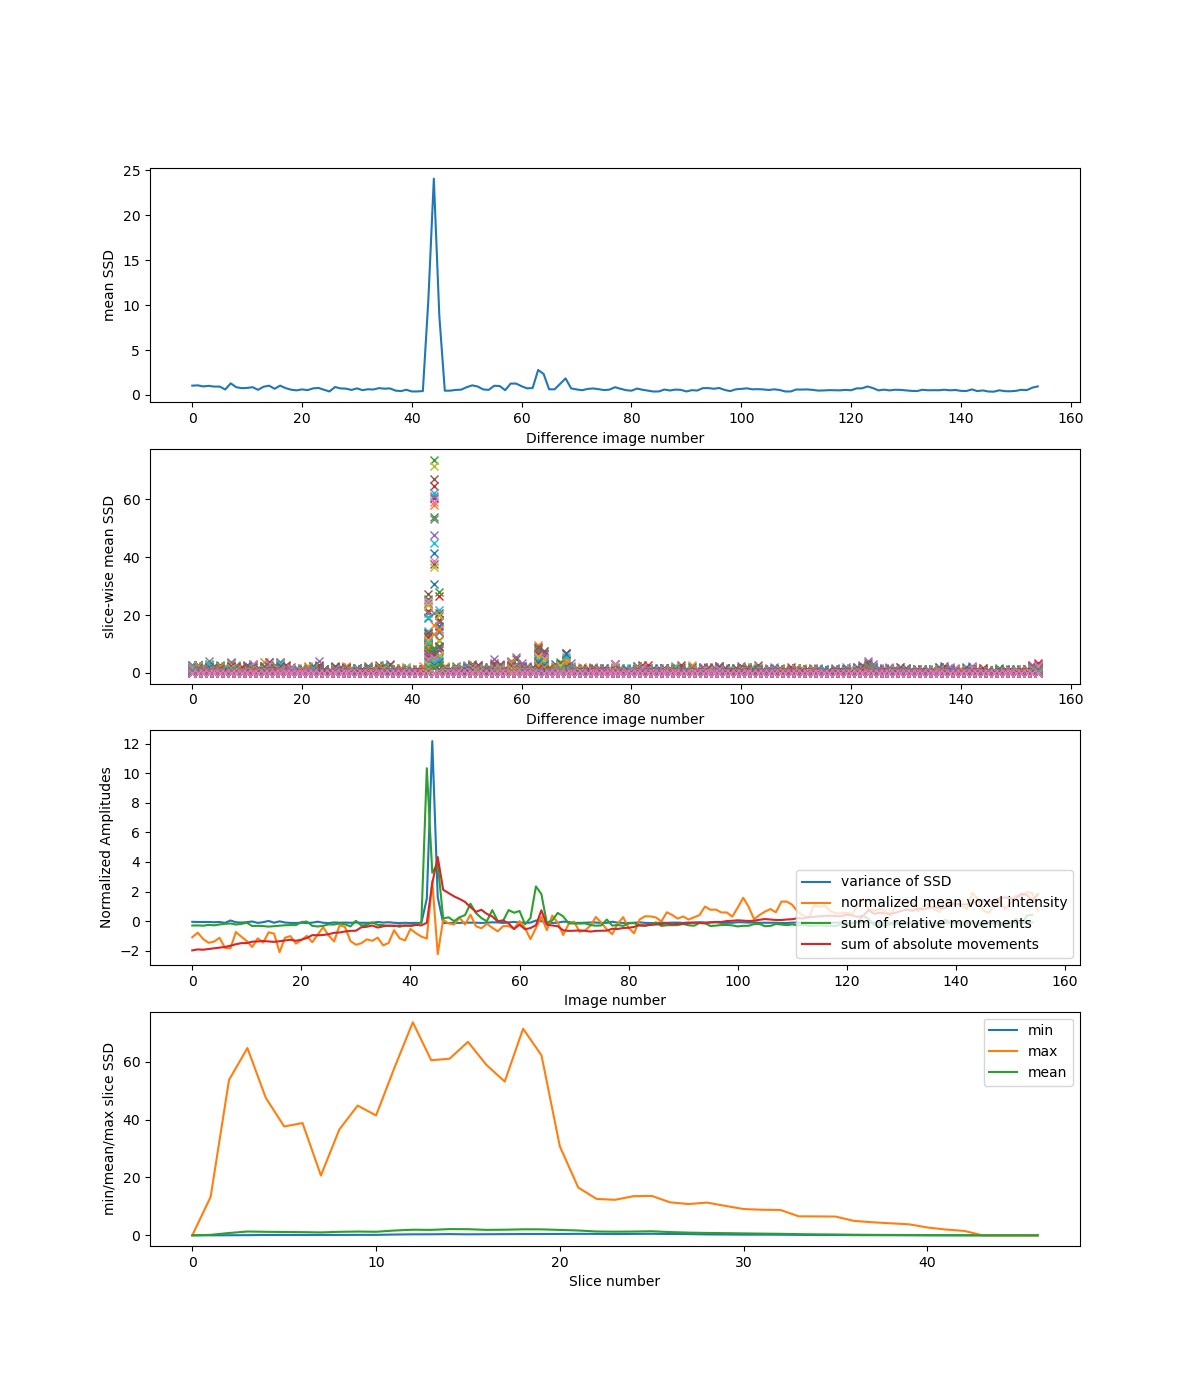 mean SSD
25
20
15
10
5
0
0 20 40 60 80 100 120 140 160
Difference image number
slice-wise mean SSD
60
40
20
0
0 20 40 60 80 100 120 140 160
Difference image number
Normalized Amplitudes
12
10
8
6
4
2
0
−2
variance of SSD
normalized mean voxel intensity
sum of relative movements
sum of absolute movements
0 20 40 60 80 100 120 140 160
Image number
min/mean/max slice SSD
60
40
20
0
min
max
mean
0 10 20 30 40
Slice number